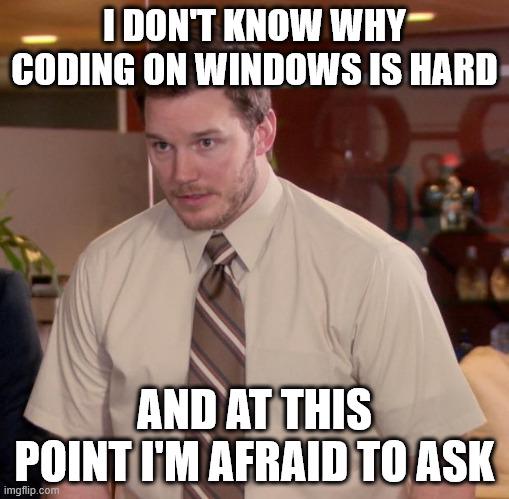 I DON'T KNOW WHY
CODING ON WINDOWS IS HARD
AND AT THIS
POINT I'M AFRAID TO ASK
imgflip.com